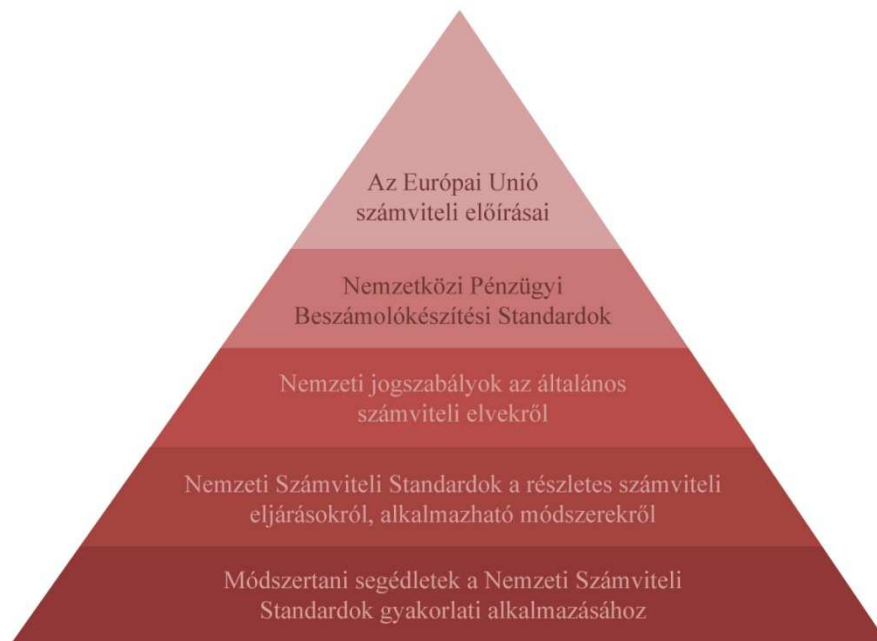 Az Európai Unió
számviteli előírásai
Nemzetközi Pénzügyi
Beszámolókészítési Standardok
Nemzeti jogszabályok az általános
számviteli elvekről
Nemzeti Számviteli Standardok a részletes számviteli
eljárásokról, alkalmazható módszerekről
Módszertani segédletek a Nemzeti Számviteli
Standardok gyakorlati alkalmazásához